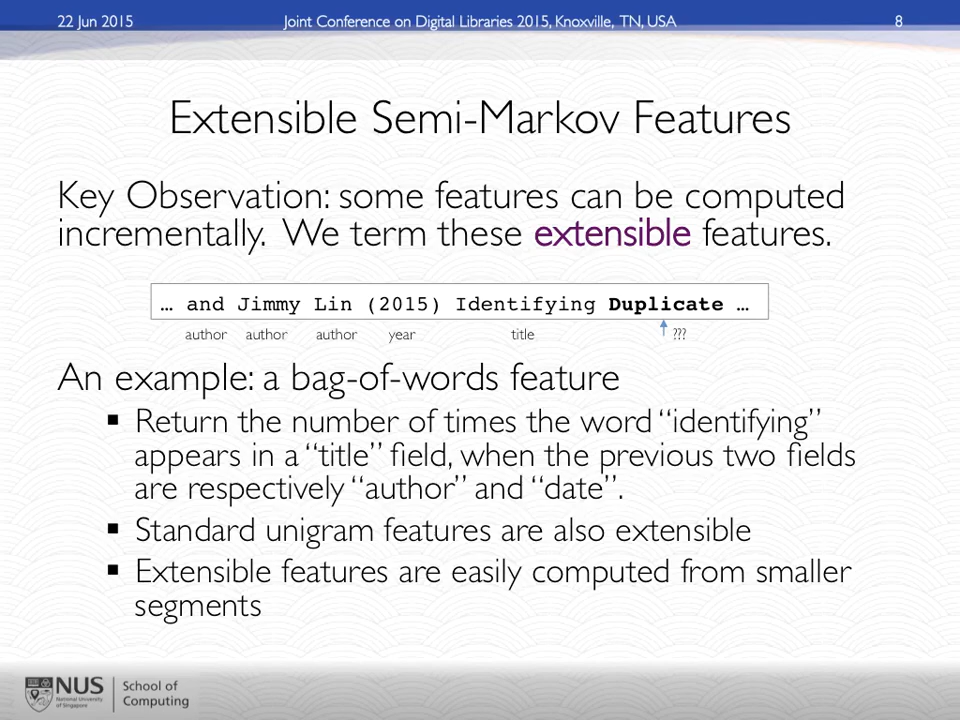 22 Jun 2015 Joint Conference on Digital Libraries 2015, Knoxville, TN, USA 8
Extensible Semi-Markov Features
Key Observation: some features can be computed
incrementally. We term these extensible features.
… and Jimmy Lin (2015) Identifying Duplicate …
author author author year title ???
An example: a bag-of-words feature
▪ Return the number of times the word “identifying”
appears in a “title” field, when the previous two fields
are respectively “author” and “date”.
▪ Standard unigram features are also extensible
▪ Extensible features are easily computed from smaller
segments
NUS
National University
of Singapore
School of
Computing